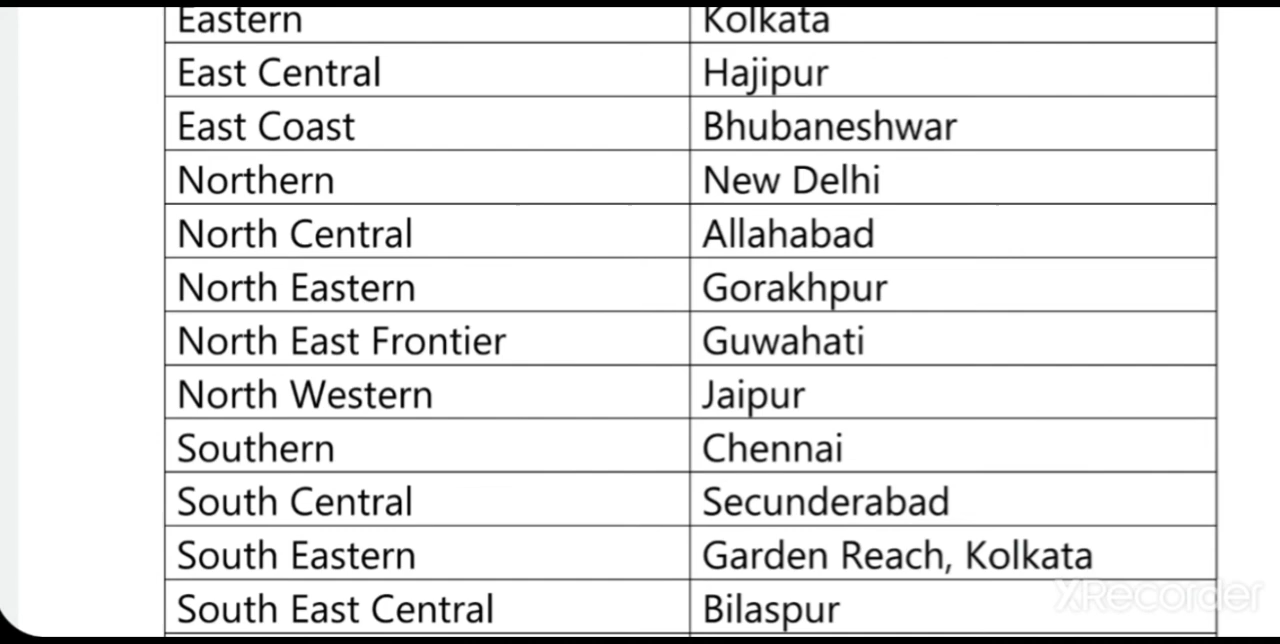 Eastern Kolkata
East Central Hajipur
East Coast Bhubaneshwar
Northern New Delhi
North Central Allahabad
North Eastern Gorakhpur
North East Frontier Guwahati
North Western Jaipur
Southern Chennai
South Central Secunderabad
South Eastern Garden Reach, Kolkata
South East Central Bilaspur
XRecorder